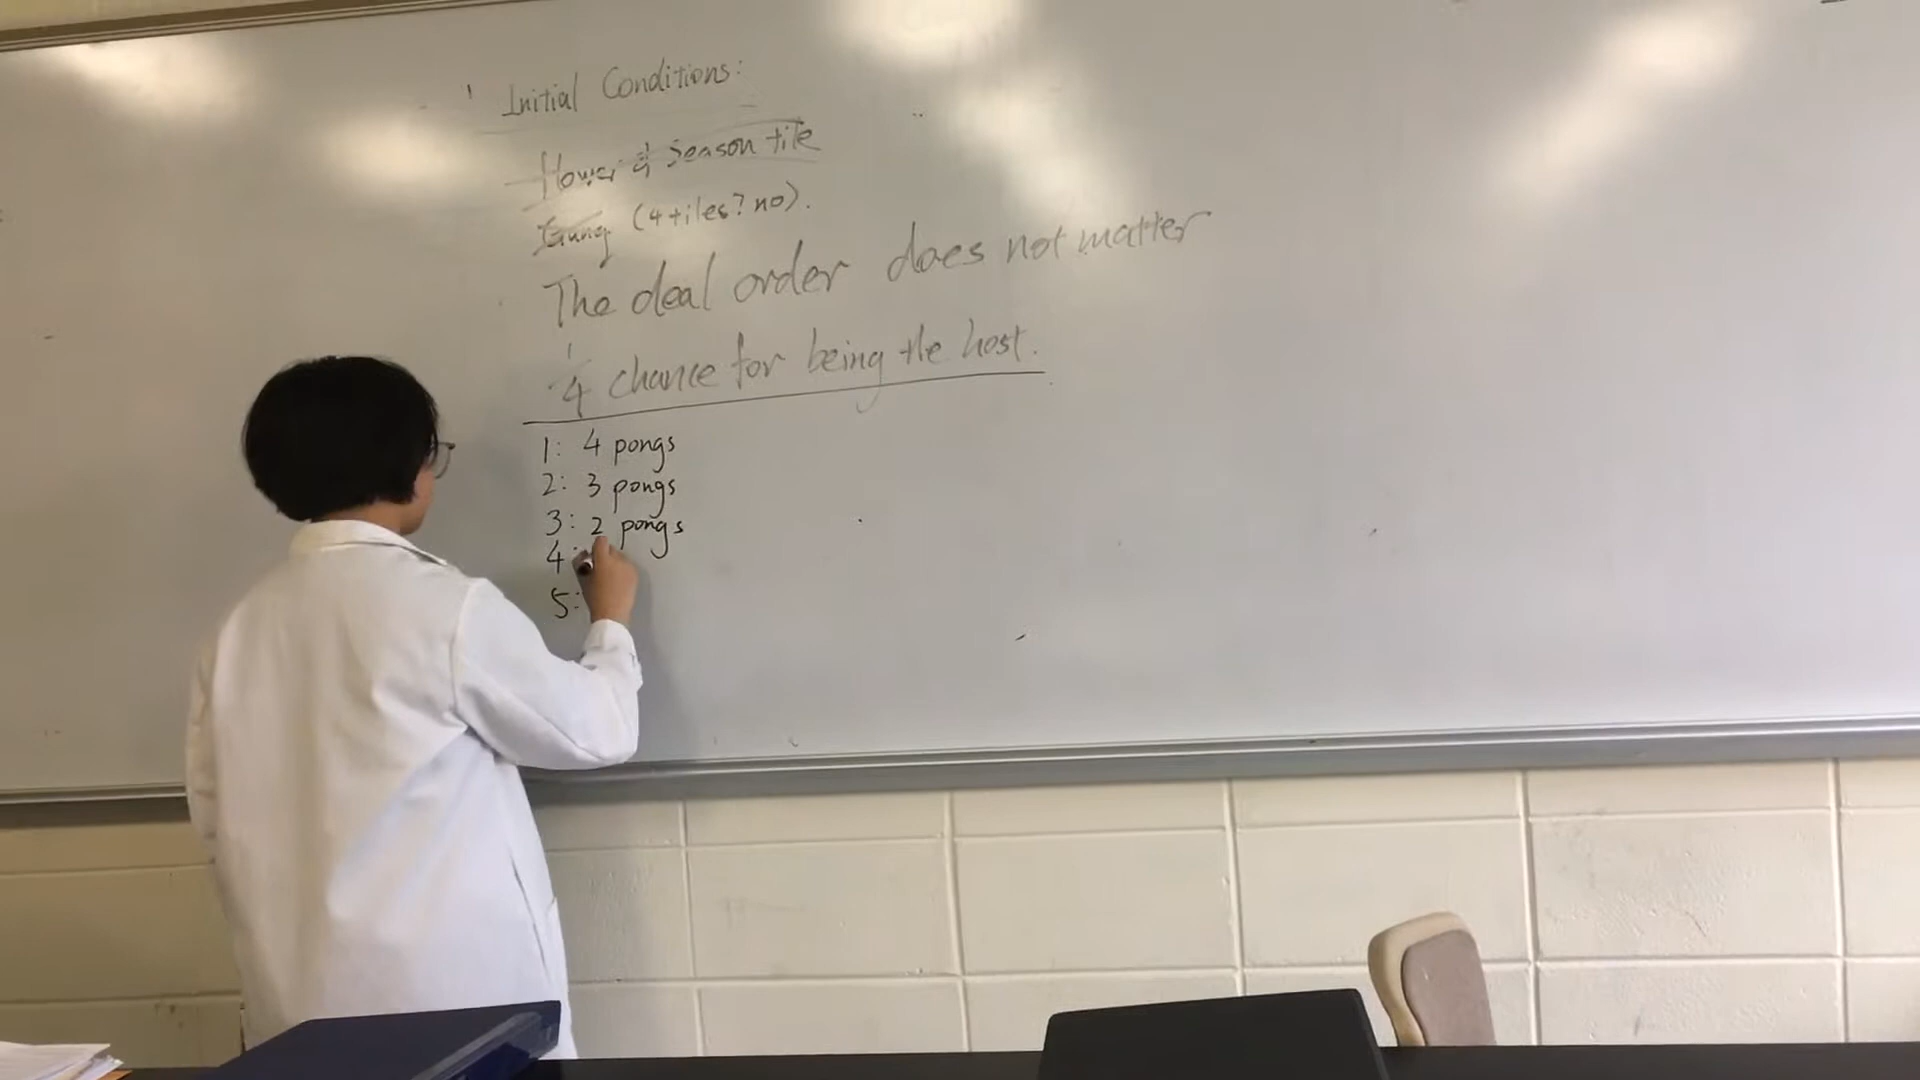 Initial Conditions:
Flower & Season tile
Gung (4 tiles? no).
The deal order does not matter
1/4 chance for being the host.
1: 4 pongs
2: 3 pongs
3: 2 pongs
4:
5: